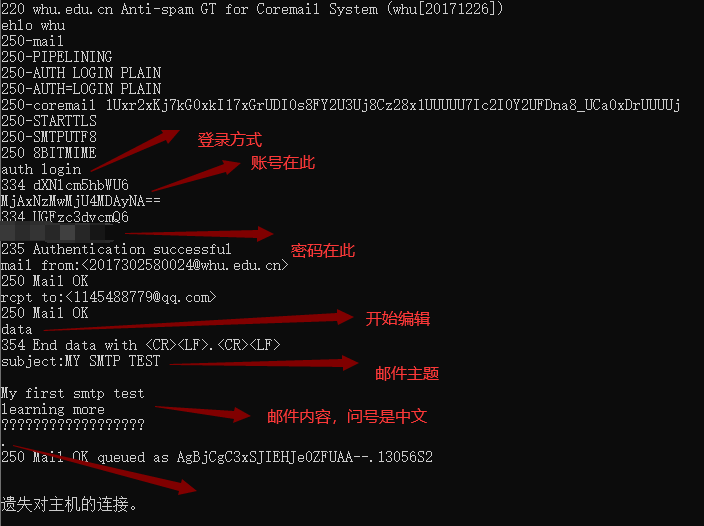 220 whu.edu.cn Anti-spam GT for Coremail System (whu[20171226])
ehlo whu
250-mail
250-PIPELINING
250-AUTH LOGIN PLAIN
250-AUTH=LOGIN PLAIN
250-coremail 1Uxr2xKj7kG0xkI17xGrUDI0s8FY2U3Uj8Cz28x1UUUUU7Ic2I0Y2UFDna8_UCa0xDrUUUUj
250-STARTTLS
250-SMTPUTF8
250 8BITMIME
登录方式
auth login
账号在此
334 dXNlcm5hbWU6
MjAxNzMwMjU4MDAyNA==
334 UGFzc3dvcmQ6
235 Authentication successful
密码在此
mail from:<2017302580024@whu.edu.cn>
250 Mail OK
rcpt to:<1145488779@qq.com>
250 Mail OK
开始编辑
data
354 End data with <CR><LF>.<CR><LF>
subject:MY SMTP TEST
邮件主题
My first smtp test
learning more
邮件内容，问号是中文
??????????????????
.
250 Mail OK queued as AgBjCgC3xSJIEHJe0ZFUAA--.13056S2
遗失对主机的连接。